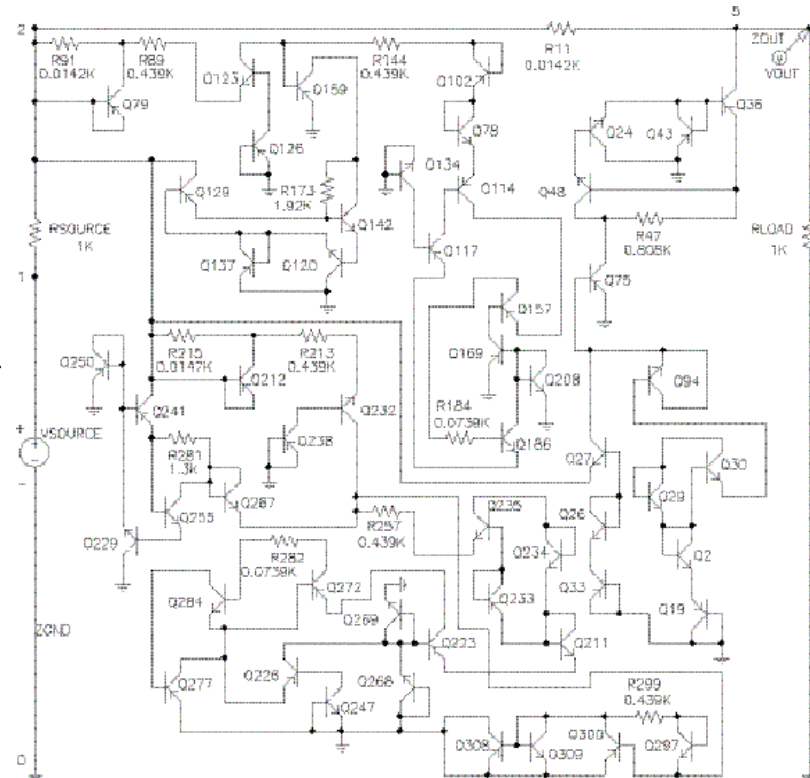 2
5
R91
0.0142K
R89
0.439K
Q123
Q159
R144
0.439K
Q102
R11
0.0142K
ZOUT
VOUT
Q79
Q36
Q126
Q78
Q24
Q43
Q134
Q129
R173
1.92K
Q114
Q48
RSOURCE
1K
Q142
Q117
R47
0.808K
RLOAD
1K
Q137
Q120
Q75
1
Q157
Q250
R215
0.0147K
R213
0.439K
Q169
Q212
Q208
Q94
R184
0.0739K
Q241
Q232
VSOURCE
Q238
Q186
R281
1.3K
Q27
Q30
Q255
Q287
Q29
R257
0.439K
Q235
Q26
Q229
R282
0.0739K
Q234
Q2
Q272
Q284
Q259
Q233
Q33
Q19
ZGND
Q223
Q211
Q277
Q226
Q268
Q247
R299
0.439K
Q308
Q309
Q300
Q297
0